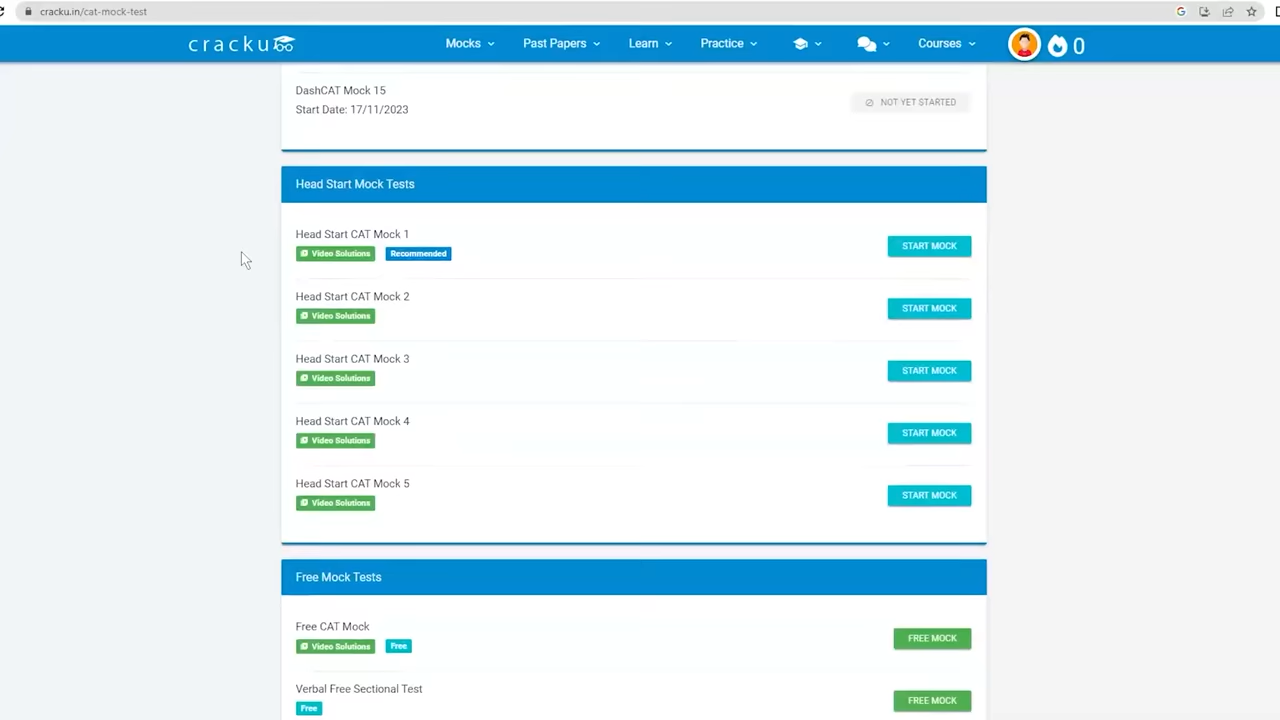 cracku.in/cat-mock-test
cracku
Mocks
Past Papers
Learn
Practice
Courses
0
DashCAT Mock 15
Start Date: 17/11/2023
NOT YET STARTED
Head Start Mock Tests
Head Start CAT Mock 1
Video Solutions Recommended
START MOCK
Head Start CAT Mock 2
Video Solutions
START MOCK
Head Start CAT Mock 3
Video Solutions
START MOCK
Head Start CAT Mock 4
Video Solutions
START MOCK
Head Start CAT Mock 5
Video Solutions
START MOCK
Free Mock Tests
Free CAT Mock
Video Solutions Free
FREE MOCK
Verbal Free Sectional Test
Free
FREE MOCK